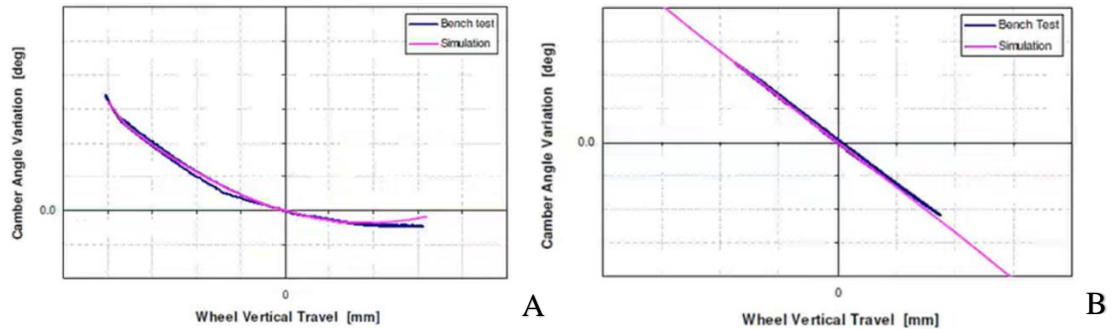 Camber Angle Variation [deg]
Bench test
Simulation
0.0
0
Wheel Vertical Travel [mm]
A
Camber Angle Variation [deg]
Bench Test
Simulation
0.0
0
Wheel Vertical Travel [mm]
B